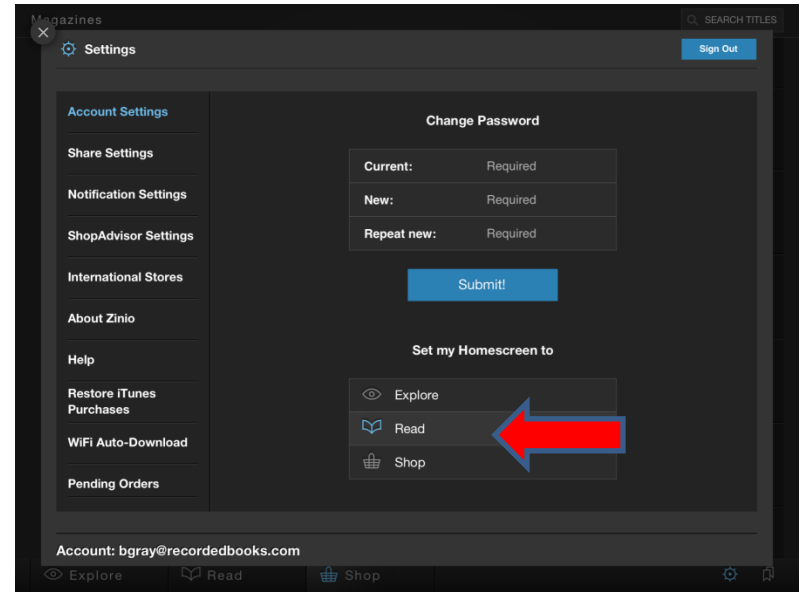 Magazines
SEARCH TITLES
Settings
Sign Out
Account Settings
Share Settings
Notification Settings
ShopAdvisor Settings
International Stores
About Zinio
Help
Restore iTunes
Purchases
WiFi Auto-Download
Pending Orders
Change Password
Current: Required
New: Required
Repeat new: Required
Submit!
Set my Homescreen to
Explore
Read
Shop
Account: bgray@recordedbooks.com
Explore Read Shop